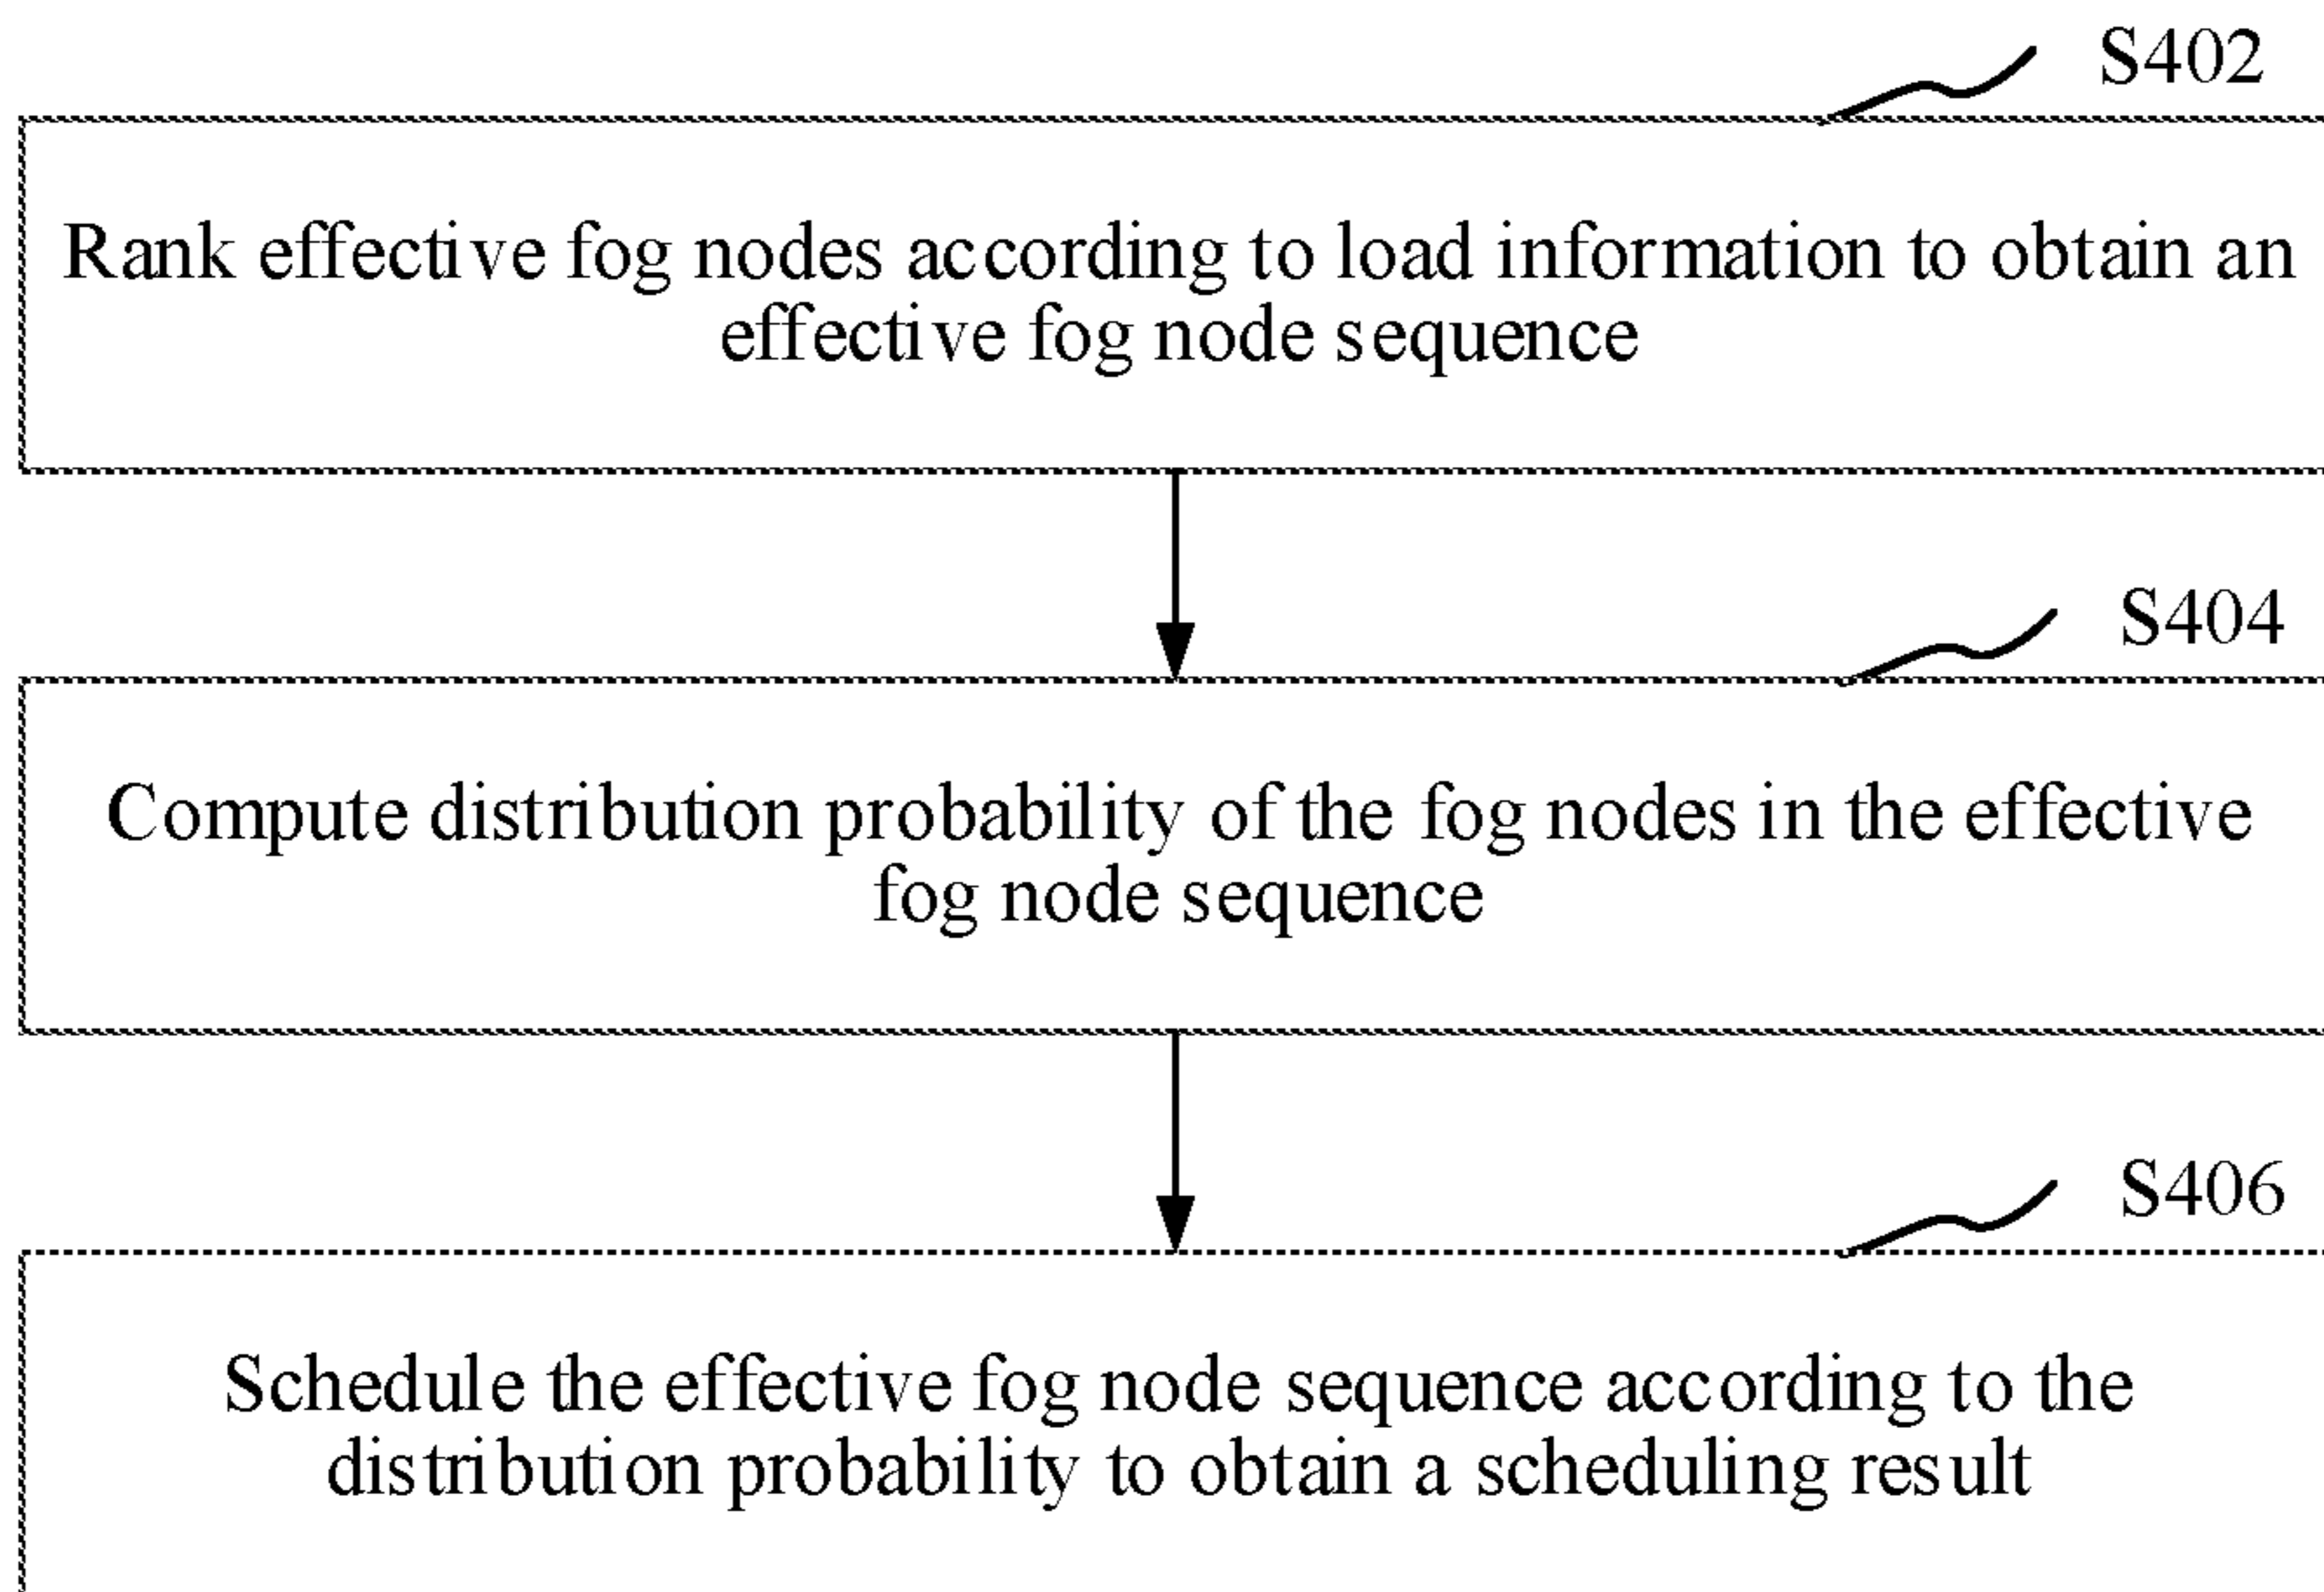 S402
Rank effective fog nodes according to load information to obtain an
effective fog node sequence
S404
Compute distribution probability of the fog nodes in the effective
fog node sequence
S406
Schedule the effective fog node sequence according to the
distribution probability to obtain a scheduling result